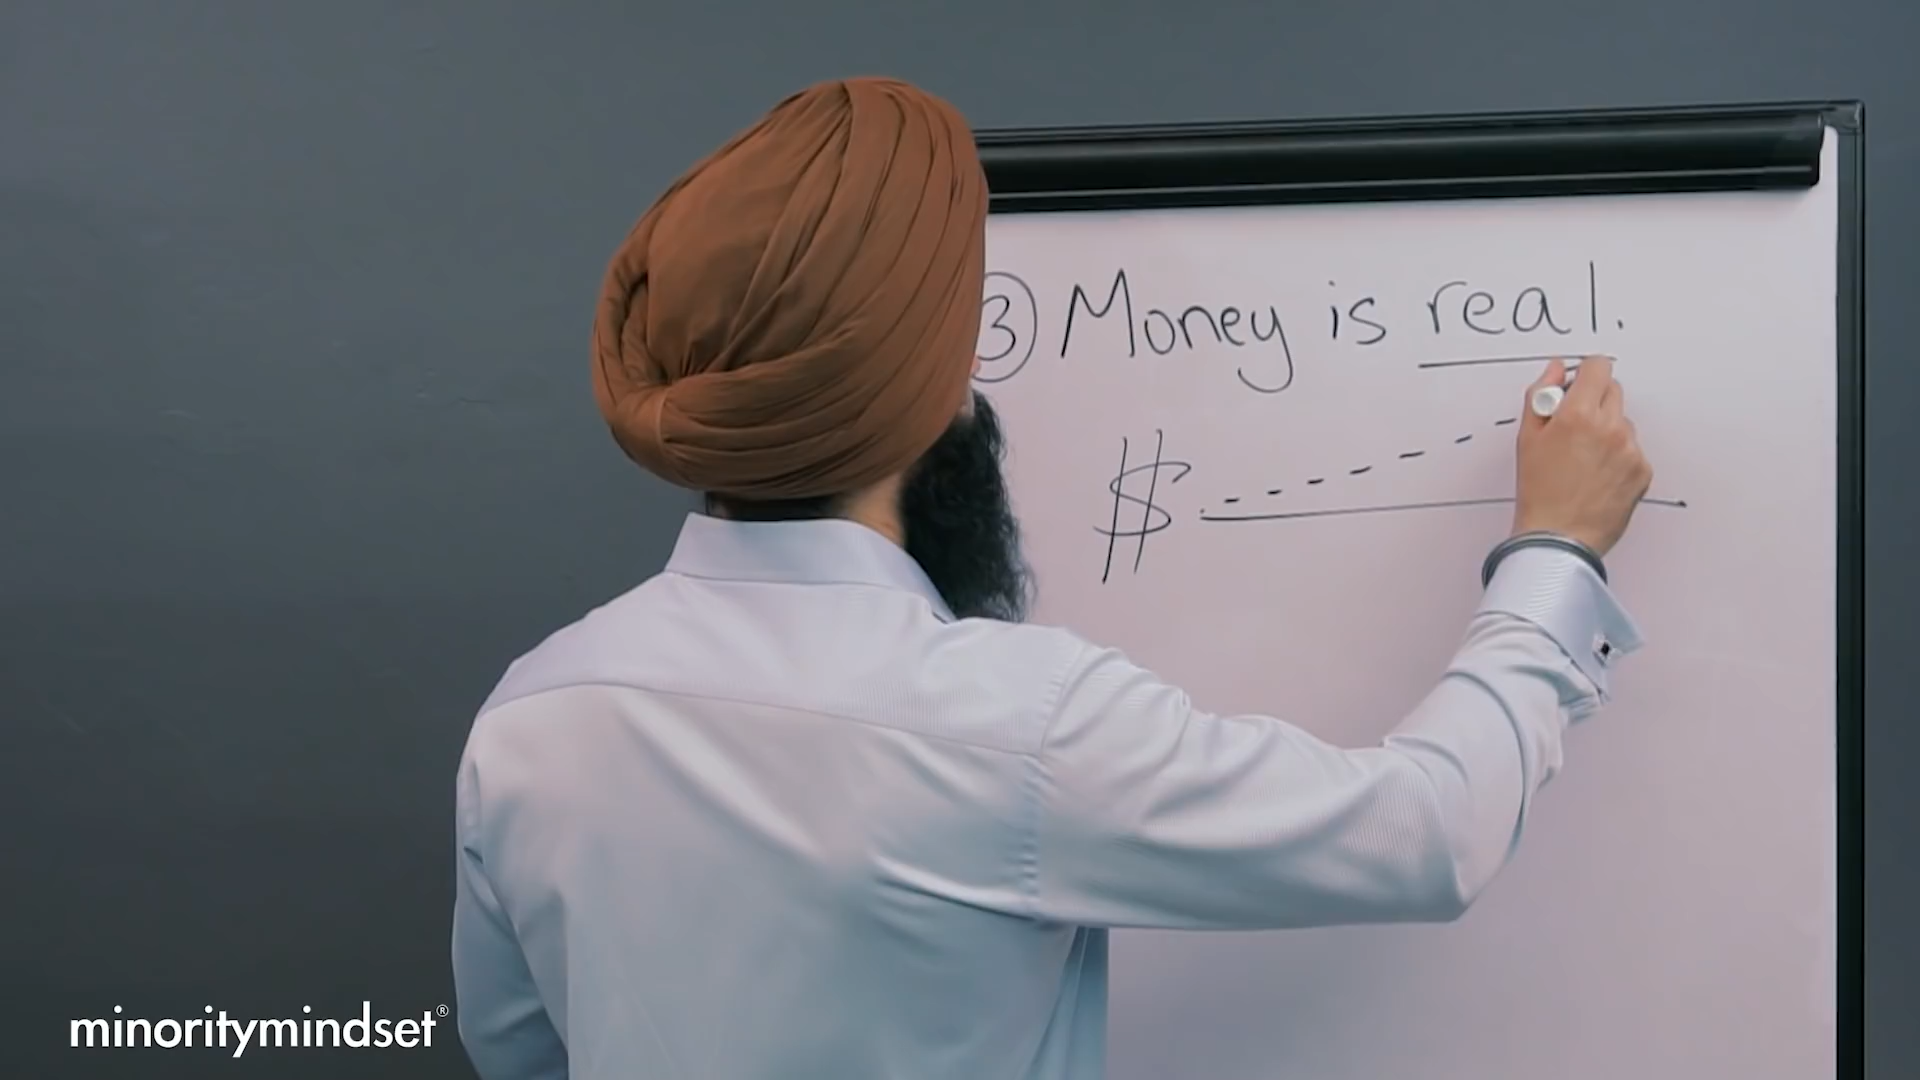 ③ Money is real.
$
minoritymindset®